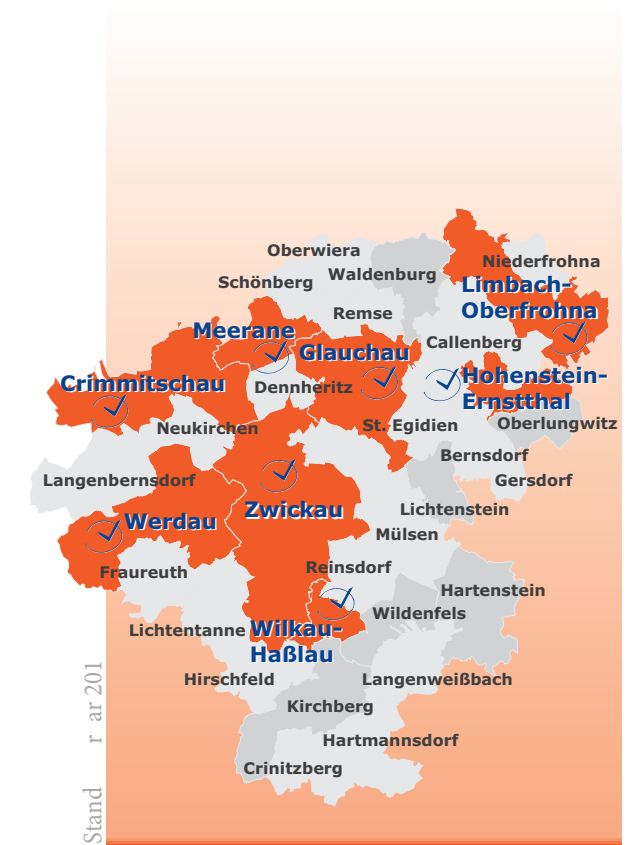 Oberwiera
Niederfrohna
Waldenburg
Schönberg
Limbach-
Oberfrohna
Remse
Meerane
Callenberg
Glauchau
Hohenstein-
Ernstthal
Crimmitschau
Dennheritz
Oberlungwitz
St. Egidien
Neukirchen
Bernsdorf
Langenbernsdorf
Gersdorf
Zwickau
Lichtenstein
Werdau
Mülsen
Reinsdorf
Fraureuth
Hartenstein
Wildenfels
Lichtentanne
Wilkau-
Haßlau
Hirschfeld
Langenweißbach
Kirchberg
Hartmannsdorf
Crinitzberg
Stand